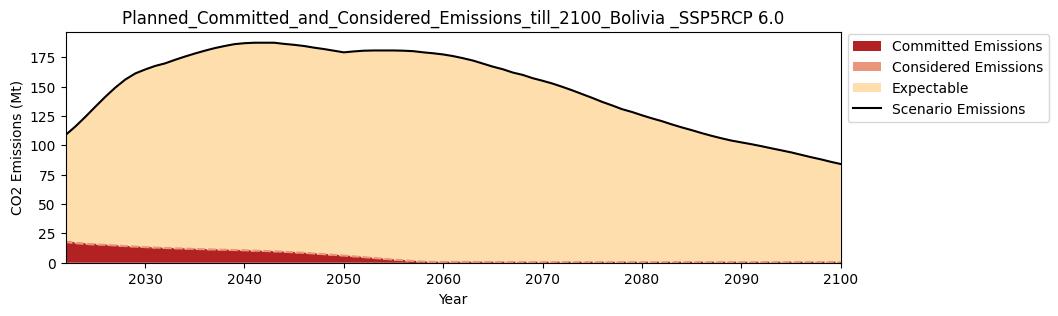 Planned_Committed_and_Considered_Emissions_till_2100_Bolivia _SSP5RCP 6.0
CO2 Emissions (Mt)
175
150
125
100
75
50
25
0
2030
2040
2050
2060
2070
2080
2090
2100
Year
Committed Emissions
Considered Emissions
Expectable
Scenario Emissions